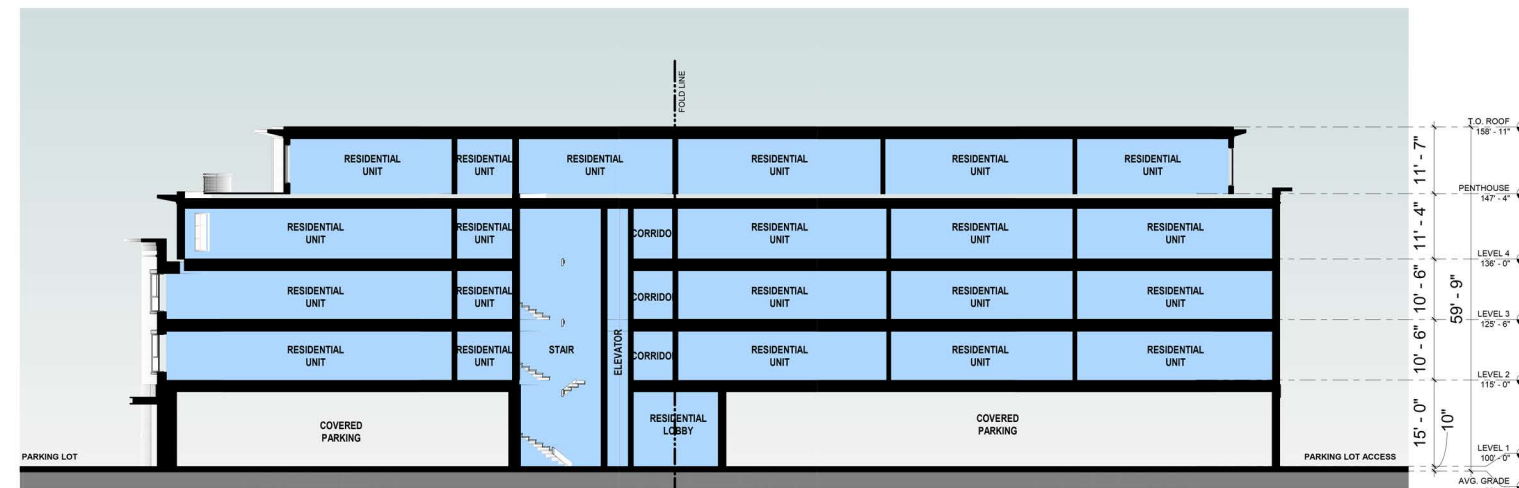 FOLD LINE
T.O. ROOF
158' - 11"
RESIDENTIAL
UNIT
RESIDENTIAL
UNIT
RESIDENTIAL
UNIT
RESIDENTIAL
UNIT
RESIDENTIAL
UNIT
RESIDENTIAL
UNIT
11' - 7"
PENTHOUSE
147' - 4"
RESIDENTIAL
UNIT
RESIDENTIAL
UNIT
CORRIDO
RESIDENTIAL
UNIT
RESIDENTIAL
UNIT
RESIDENTIAL
UNIT
11' - 4"
LEVEL 4
136' - 0"
RESIDENTIAL
UNIT
RESIDENTIAL
UNIT
CORRIDO
RESIDENTIAL
UNIT
RESIDENTIAL
UNIT
RESIDENTIAL
UNIT
10' - 6"
59' - 9"
LEVEL 3
125' - 6"
RESIDENTIAL
UNIT
RESIDENTIAL
UNIT
STAIR
ELEVATOR
CORRIDO
RESIDENTIAL
UNIT
RESIDENTIAL
UNIT
RESIDENTIAL
UNIT
10' - 6"
LEVEL 2
115' - 0"
COVERED
PARKING
RESIDENTIAL
LOBBY
COVERED
PARKING
15' - 0"
10"
PARKING LOT
PARKING LOT ACCESS
LEVEL 1
100' - 0"
AVG. GRADE